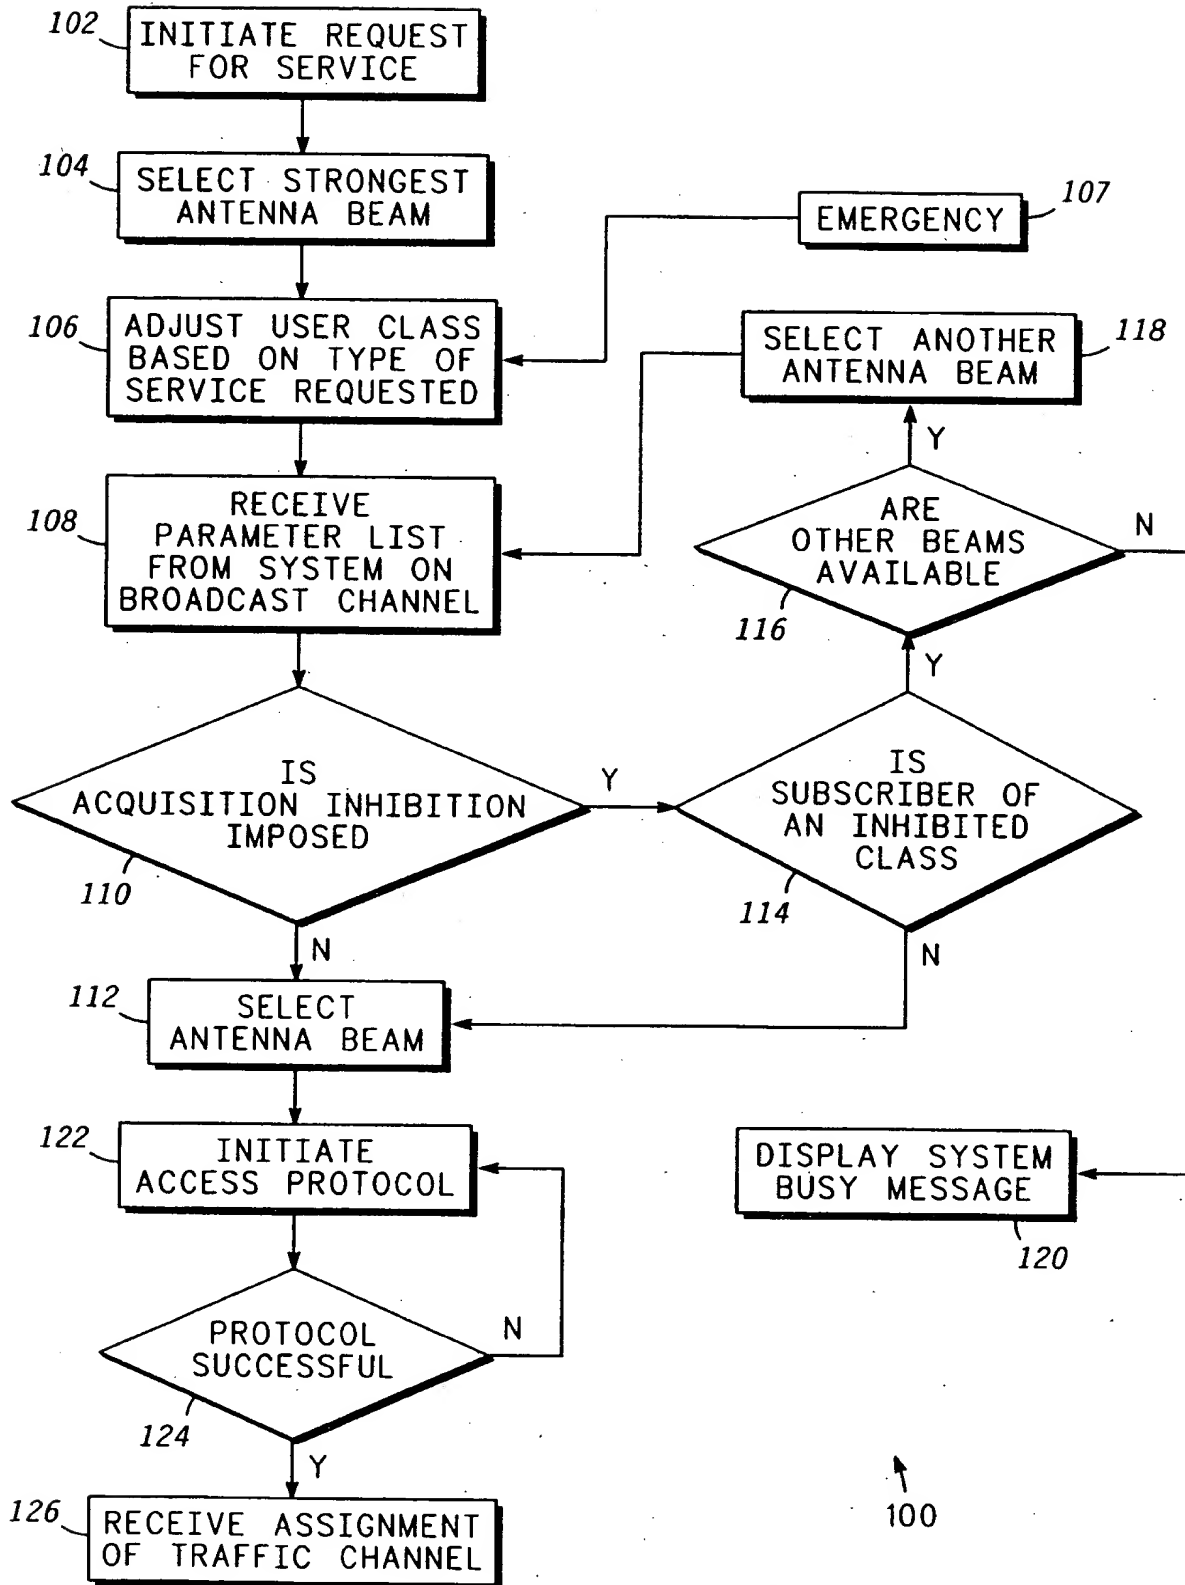 102
INITIATE REQUEST
FOR SERVICE
104
SELECT STRONGEST
ANTENNA BEAM
EMERGENCY
107
106
ADJUST USER CLASS
BASED ON TYPE OF
SERVICE REQUESTED
SELECT ANOTHER
ANTENNA BEAM
118
Y
108
RECEIVE
PARAMETER LIST
FROM SYSTEM ON
BROADCAST CHANNEL
ARE
OTHER BEAMS
AVAILABLE
N
116
Y
IS
ACQUISITION INHIBITION
IMPOSED
Y
110
IS
SUBSCRIBER OF
AN INHIBITED
CLASS
114
N
N
112
SELECT
ANTENNA BEAM
122
INITIATE
ACCESS PROTOCOL
DISPLAY SYSTEM
BUSY MESSAGE
120
PROTOCOL
SUCCESSFUL
N
124
Y
126
RECEIVE ASSIGNMENT
OF TRAFFIC CHANNEL
100